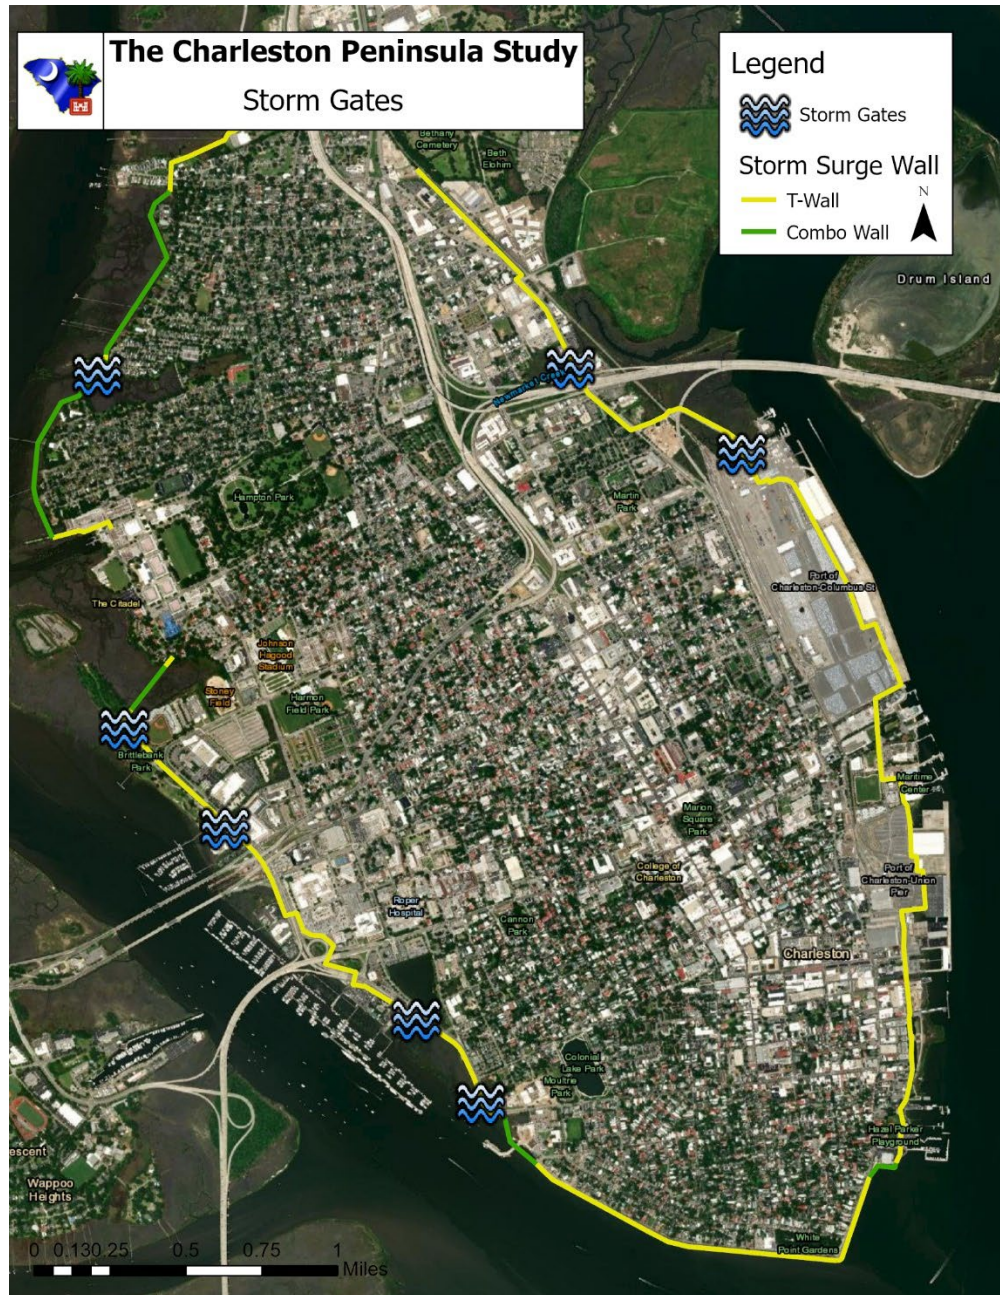 The Charleston Peninsula Study
Storm Gates
Legend
Storm Gates
Storm Surge Wall
N
T-Wall
Combo Wall
Bethany
Cemetery
Beth
Elohim
Drum Island
Newmarket Creek
Hampton Park
Martin
Park
Port of
Charleston-Columbus St
The Citadel
Johnson
Hagood
Stadium
Stoney
Field
Harmon
Field Park
Brittlebank
Park
Maritime
Center
Marion
Square
Park
College of
Charleston
Port of
Charleston-Union
Pier
Roper
Hospital
Cannon
Park
Charleston
Colonial
Lake Park
Moultrie
Park
Hazel Parker
Playground
escent
Wappoo
Heights
White
Point Gardens
0 0.130.25 0.5 0.75 1
Miles